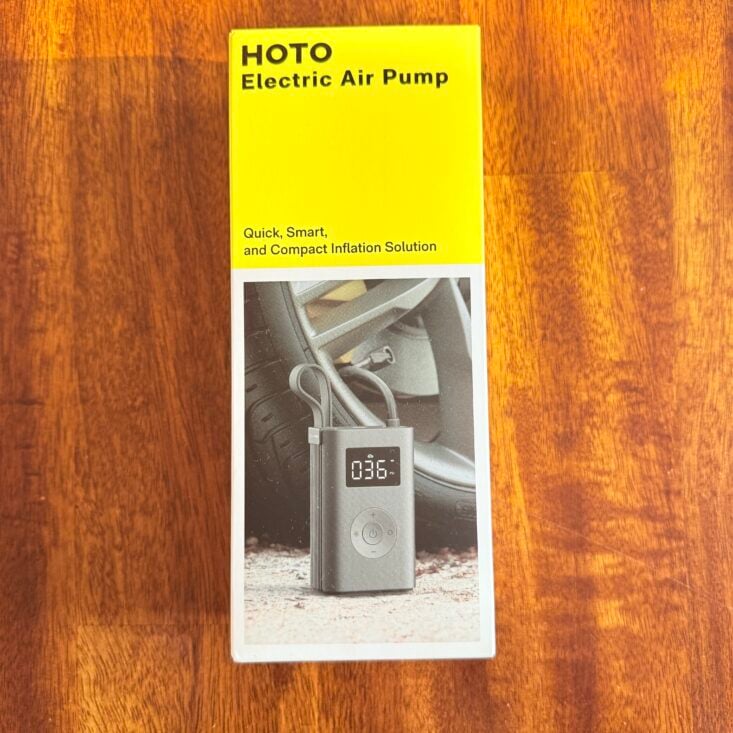 HOTO
Electric Air Pump
Quick, Smart,
and Compact Inflation Solution
036